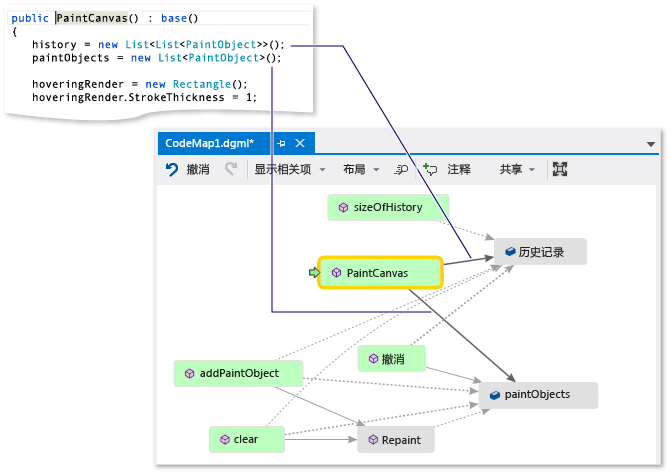 public PaintCanvas() : base()
{
history = new List<List<PaintObject>>();
paintObjects = new List<PaintObject>();
hoveringRender = new Rectangle();
hoveringRender.StrokeThickness = 1;
CodeMap1.dgml*
撤消 显示相关项 布局 注释 共享
sizeOfHistory
历史记录
PaintCanvas
撤消
addPaintObject
paintObjects
clear
Repaint